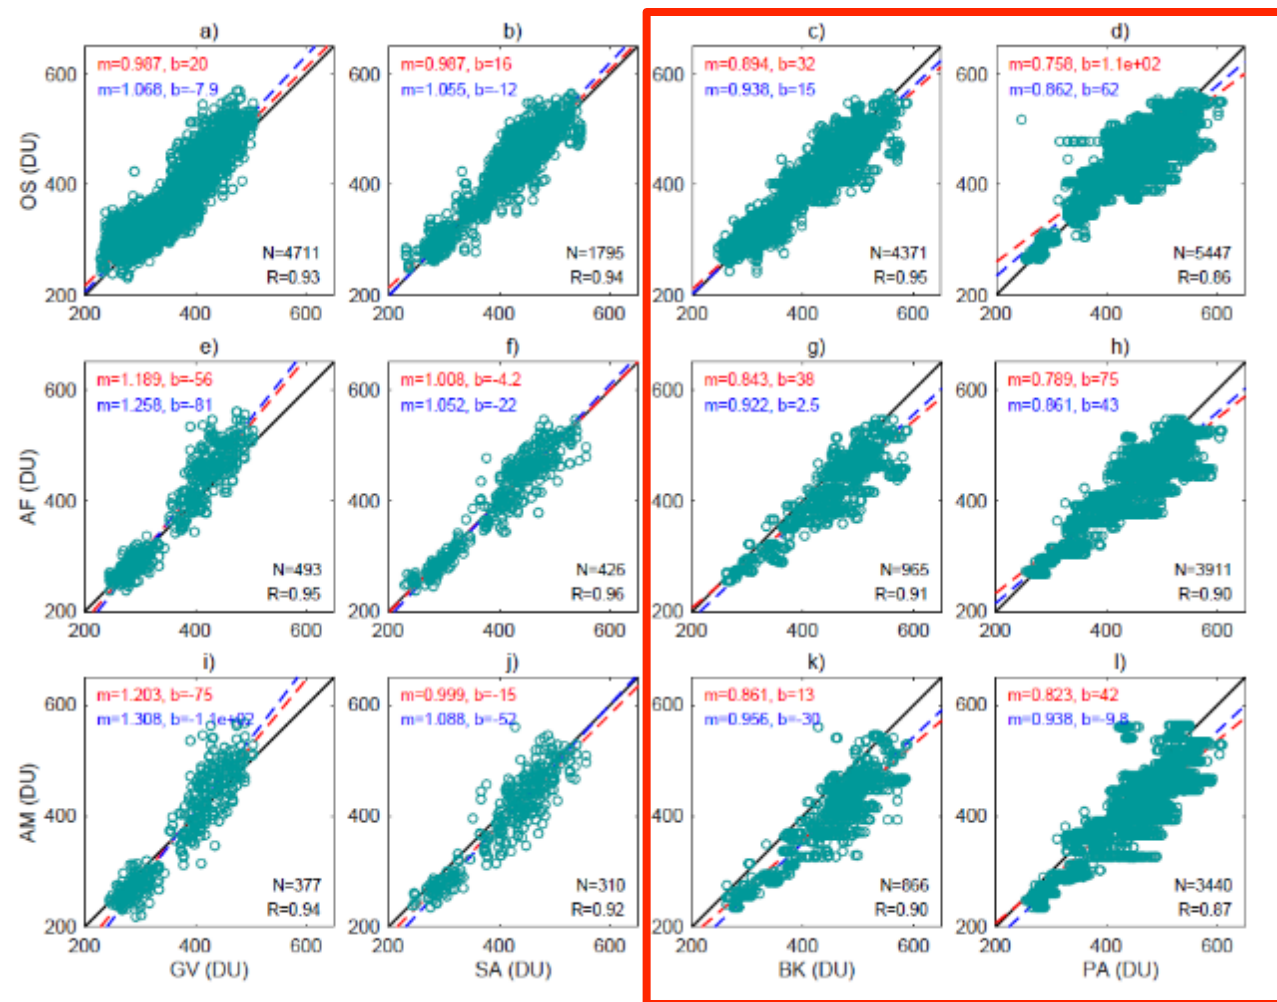 a) b) c) d)
600
OS (DU)
400
200
m=0.987, b=20
m=1.068, b=-7.9
N=4711
R=0.93
200 400 600
m=0.987, b=16
m=1.055, b=-12
N=1795
R=0.94
200 400 600
600
400
200
m=0.894, b=32
m=0.938, b=15
N=4371
R=0.95
200 400 600
600
400
200
m=0.758, b=1.1e+02
m=0.862, b=62
N=5447
R=0.86
200 400 600
600
400
200
e) f) g) h)
600
AF (DU)
400
200
m=1.189, b=-56
m=1.258, b=-81
N=493
R=0.95
200 400 600
600
400
200
m=1.008, b=-4.2
m=1.052, b=-22
N=426
R=0.96
200 400 600
600
400
200
m=0.843, b=38
m=0.922, b=2.5
N=965
R=0.91
200 400 600
600
400
200
m=0.789, b=75
m=0.861, b=43
N=3911
R=0.90
200 400 600
i) j) k) l)
600
AM (DU)
400
200
m=1.203, b=-75
m=1.308, b=-1.1e+02
N=377
R=0.94
200 400 600
GV (DU)
600
400
200
m=0.999, b=-15
m=1.088, b=-52
N=310
R=0.92
200 400 600
SA (DU)
600
400
200
m=0.861, b=13
m=0.956, b=-30
N=866
R=0.90
200 400 600
BK (DU)
600
400
200
m=0.823, b=42
m=0.938, b=-9.8
N=3440
R=0.87
200 400 600
PA (DU)